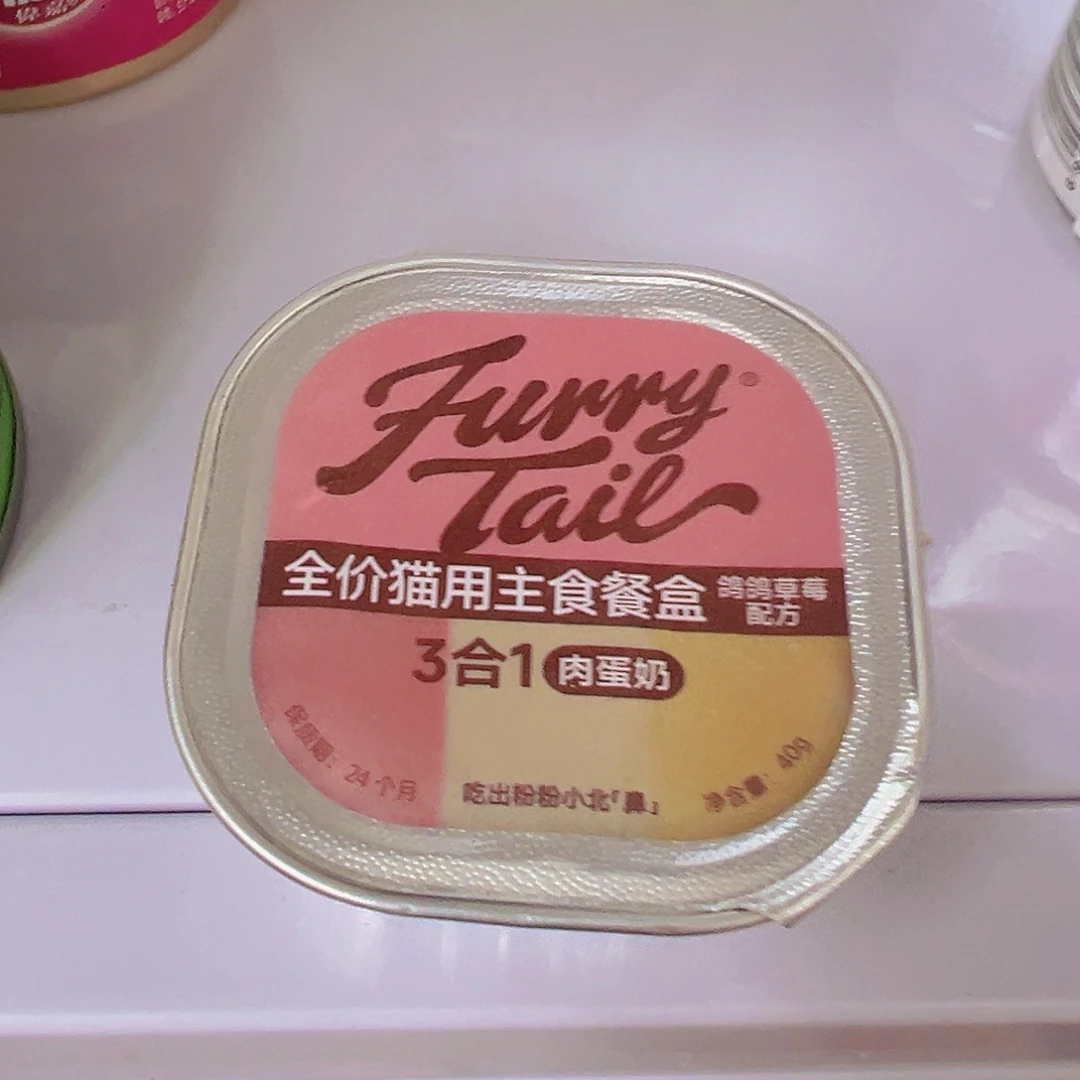 Furry
Tail®
全价猫用主食餐盒
鸽鸽草莓
配方
3合1 肉蛋奶
保质期：24个月
吃出粉粉小北「鼻」
净含量：40g